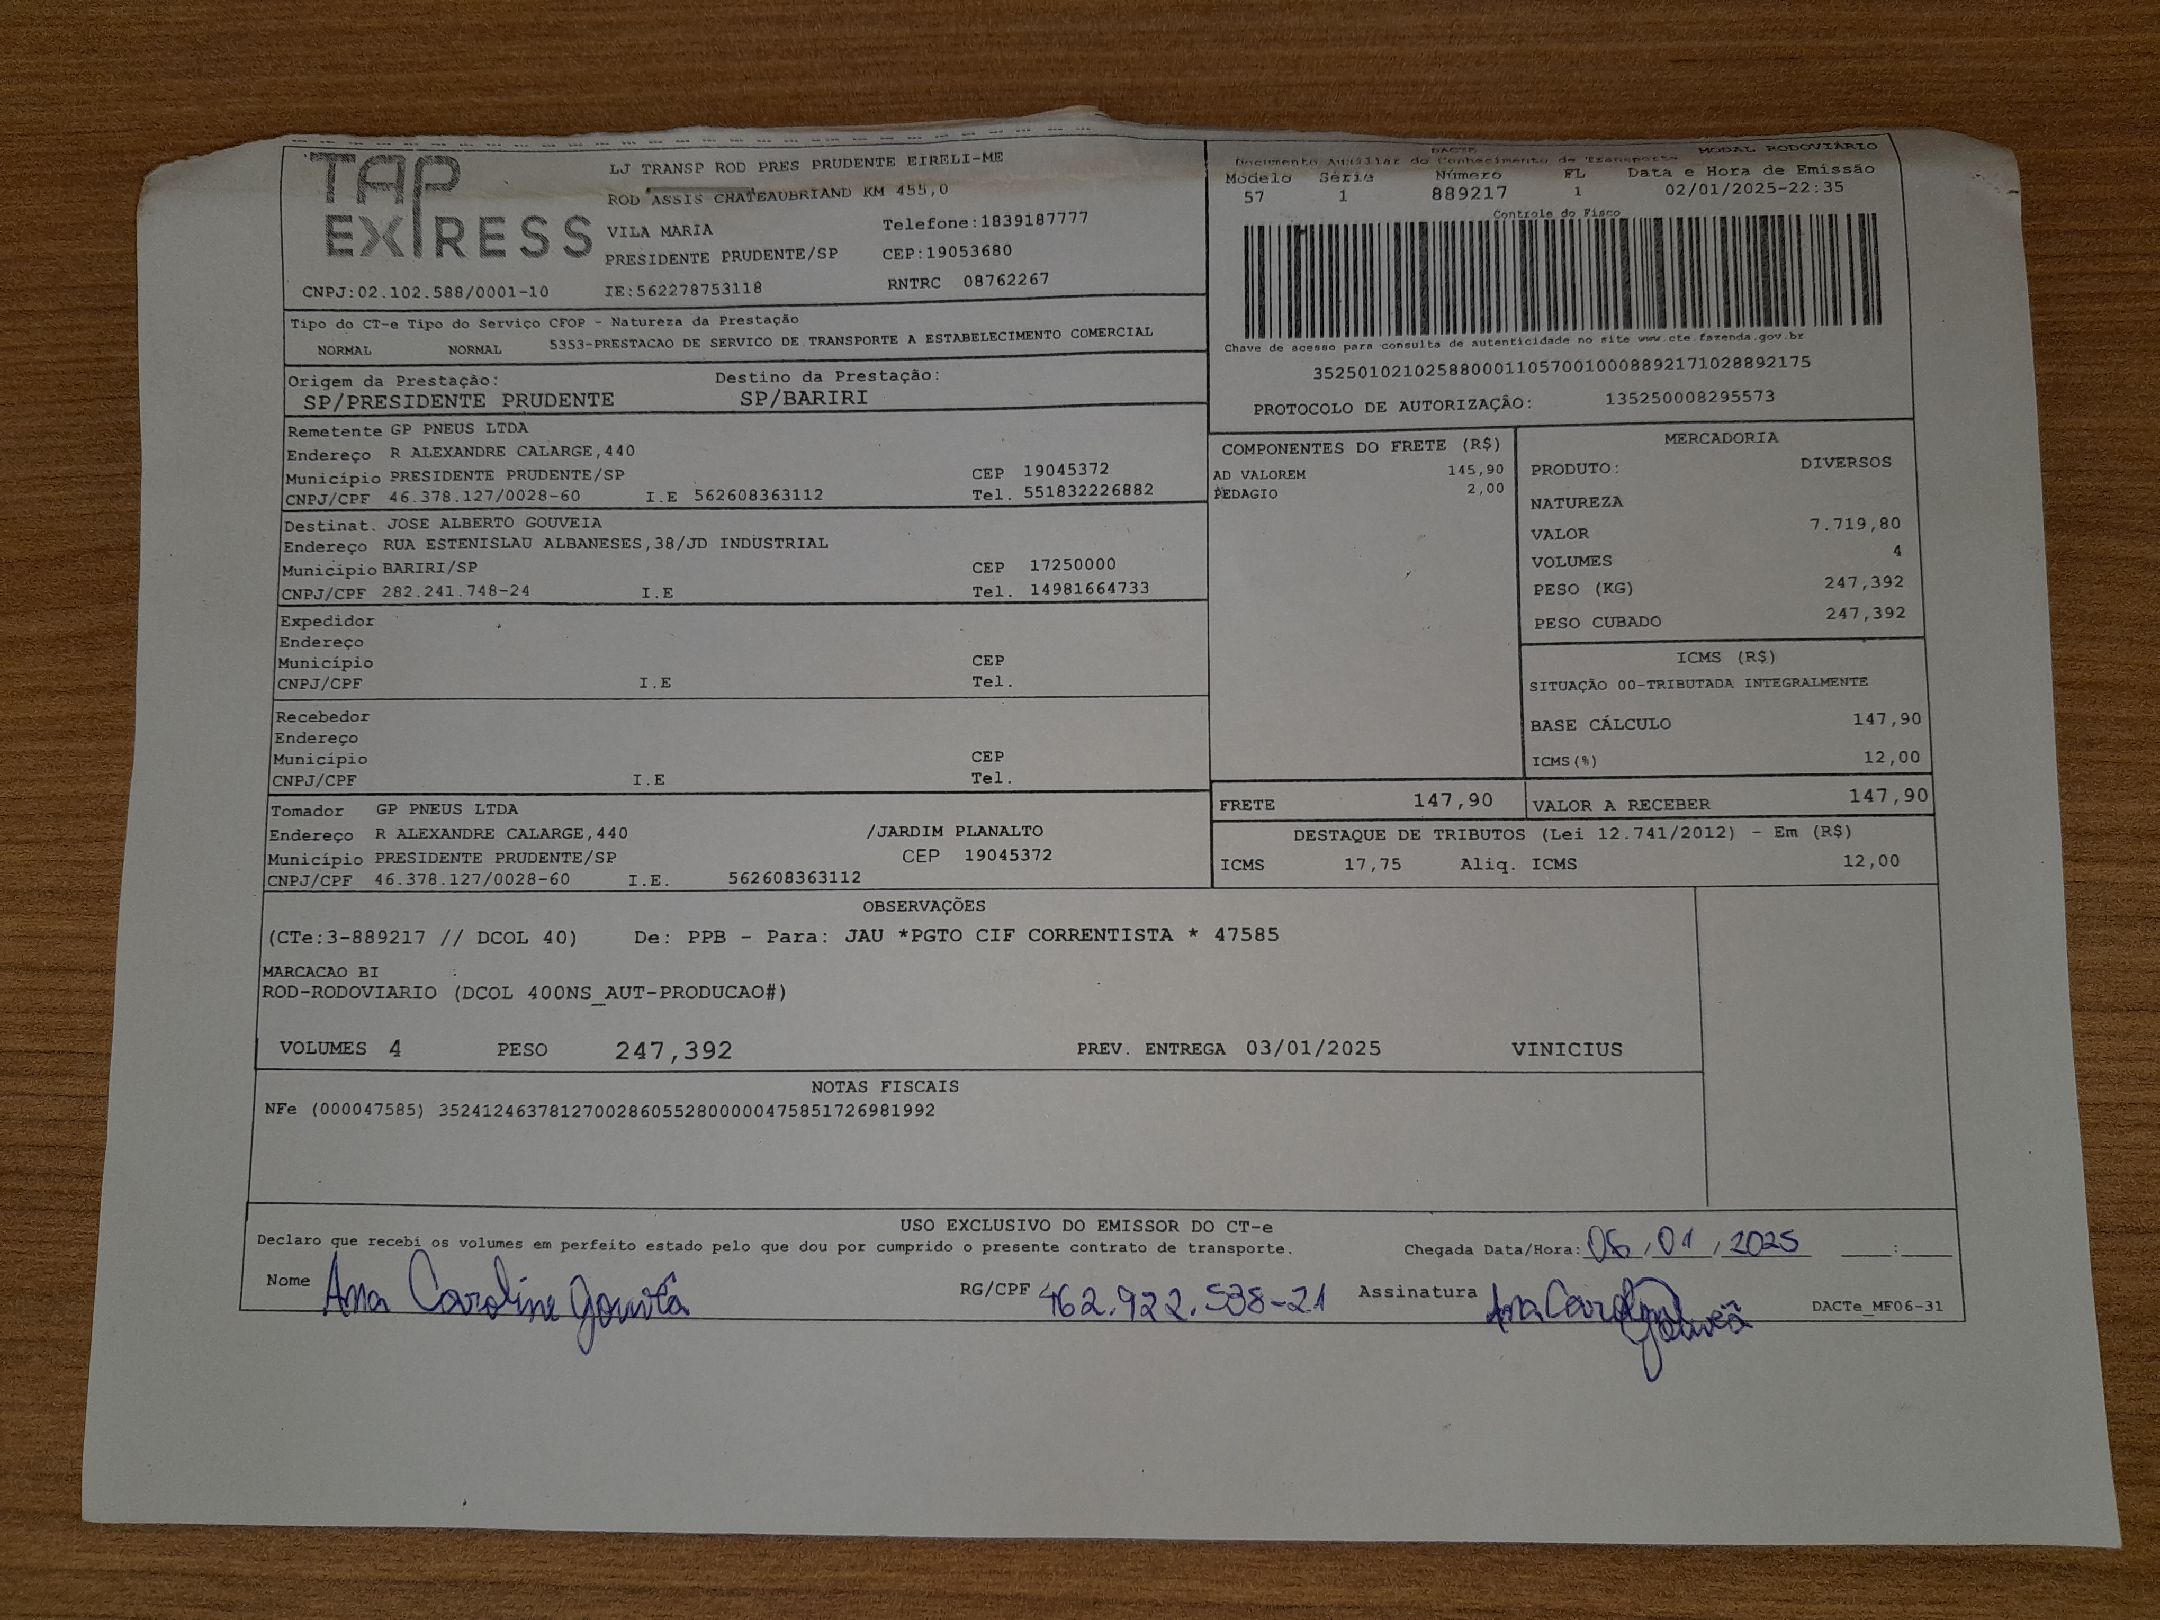 TAP EXPRESS
LJ TRANSP ROD PRES PRUDENTE EIRELI-ME
ROD ASSIS CHATEAUBRIAND KM 455,0
VILA MARIA Telefone:1839187777
PRESIDENTE PRUDENTE/SP CEP:19053680
CNPJ:02.102.588/0001-10 IE:562278753118 RNTRC 08762267
DACTE MODAL RODOVIÁRIO
Documento Auxiliar do Conhecimento de Transporte
Modelo Série Número FL Data e Hora de Emissão
57 1 889217 1 02/01/2025-22:35
Controle do Fisco
Chave de acesso para consulta de autenticidade no site www.cte.fazenda.gov.br
35250102102588000110570010008892171028892175
PROTOCOLO DE AUTORIZAÇÃO: 135250008295573
Tipo do CT-e Tipo do Serviço CFOP - Natureza da Prestação
NORMAL NORMAL 5353-PRESTACAO DE SERVICO DE TRANSPORTE A ESTABELECIMENTO COMERCIAL
Origem da Prestação: Destino da Prestação:
SP/PRESIDENTE PRUDENTE SP/BARIRI
Remetente GP PNEUS LTDA
Endereço R ALEXANDRE CALARGE,440
Município PRESIDENTE PRUDENTE/SP CEP 19045372
CNPJ/CPF 46.378.127/0028-60 I.E 562608363112 Tel. 551832226882
Destinat. JOSE ALBERTO GOUVEIA
Endereço RUA ESTENISLAU ALBANESES,38/JD INDUSTRIAL
Município BARIRI/SP CEP 17250000
CNPJ/CPF 282.241.748-24 I.E Tel. 14981664733
Expedidor
Endereço
Município CEP
CNPJ/CPF I.E Tel.
Recebedor
Endereço
Município CEP
CNPJ/CPF I.E Tel.
Tomador GP PNEUS LTDA
Endereço R ALEXANDRE CALARGE,440 /JARDIM PLANALTO
Município PRESIDENTE PRUDENTE/SP CEP 19045372
CNPJ/CPF 46.378.127/0028-60 I.E. 562608363112
COMPONENTES DO FRETE (R$)
AD VALOREM 145,90
PEDAGIO 2,00
MERCADORIA
PRODUTO: DIVERSOS
NATUREZA
VALOR 7.719,80
VOLUMES 4
PESO (KG) 247,392
PESO CUBADO 247,392
ICMS (R$)
SITUAÇÃO 00-TRIBUTADA INTEGRALMENTE
BASE CÁLCULO 147,90
ICMS(%) 12,00
FRETE 147,90 VALOR A RECEBER 147,90
DESTAQUE DE TRIBUTOS (Lei 12.741/2012) - Em (R$)
ICMS 17,75 Aliq. ICMS 12,00
OBSERVAÇÕES
(CTe:3-889217 // DCOL 40) De: PPB - Para: JAU *PGTO CIF CORRENTISTA * 47585
MARCACAO BI :
ROD-RODOVIARIO (DCOL 400NS_AUT-PRODUCAO#)
VOLUMES 4 PESO 247,392 PREV. ENTREGA 03/01/2025 VINICIUS
NOTAS FISCAIS
NFe (000047585) 35241246378127002860552800000475851726981992
USO EXCLUSIVO DO EMISSOR DO CT-e
Declaro que recebi os volumes em perfeito estado pelo que dou por cumprido o presente contrato de transporte. Chegada Data/Hora: 06/01/2025 __:__
Nome Ana Caroline Gouvêa RG/CPF 462.922.538-21 Assinatura Ana Caroline Gouvêa
DACTe_MF06-31